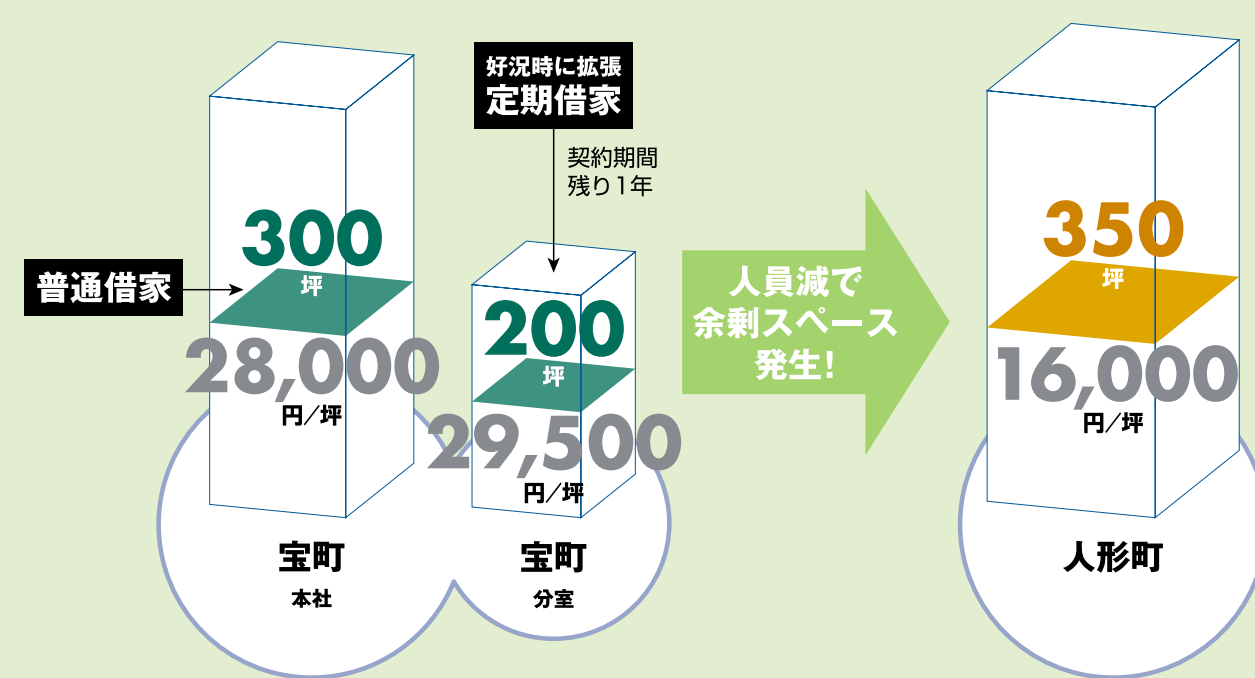 普通借家
300
坪
28,000
円／坪
宝町
本社
好況時に拡張
定期借家
契約期間
残り1年
200
坪
29,500
円／坪
宝町
分室
人員減で
余剰スペース
発生!
350
坪
16,000
円／坪
人形町